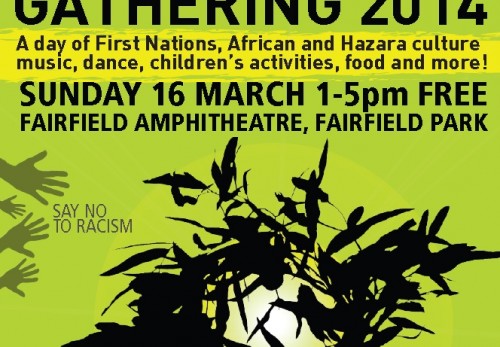 GATHERING 2014
A day of First Nations, African and Hazara culture
music, dance, children's activities, food and more!
SUNDAY 16 MARCH 1-5pm FREE
FAIRFIELD AMPHITHEATRE, FAIRFIELD PARK
SAY NO
TO RACISM